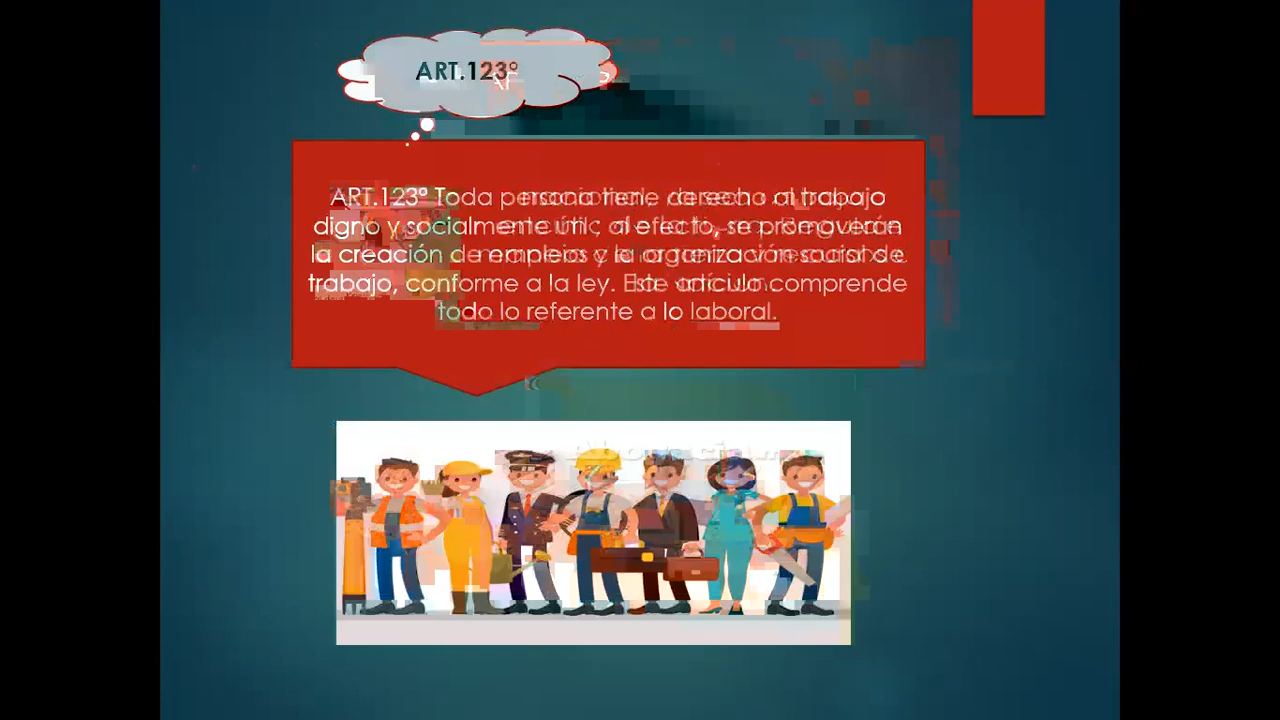 ART.123°
ART.123° Toda persona tiene derecho al trabajo
digno y socialmente útil; al efecto, se promoverán
la creación de empleos y la organización social de
trabajo, conforme a la ley. Este artículo comprende
todo lo referente a lo laboral.